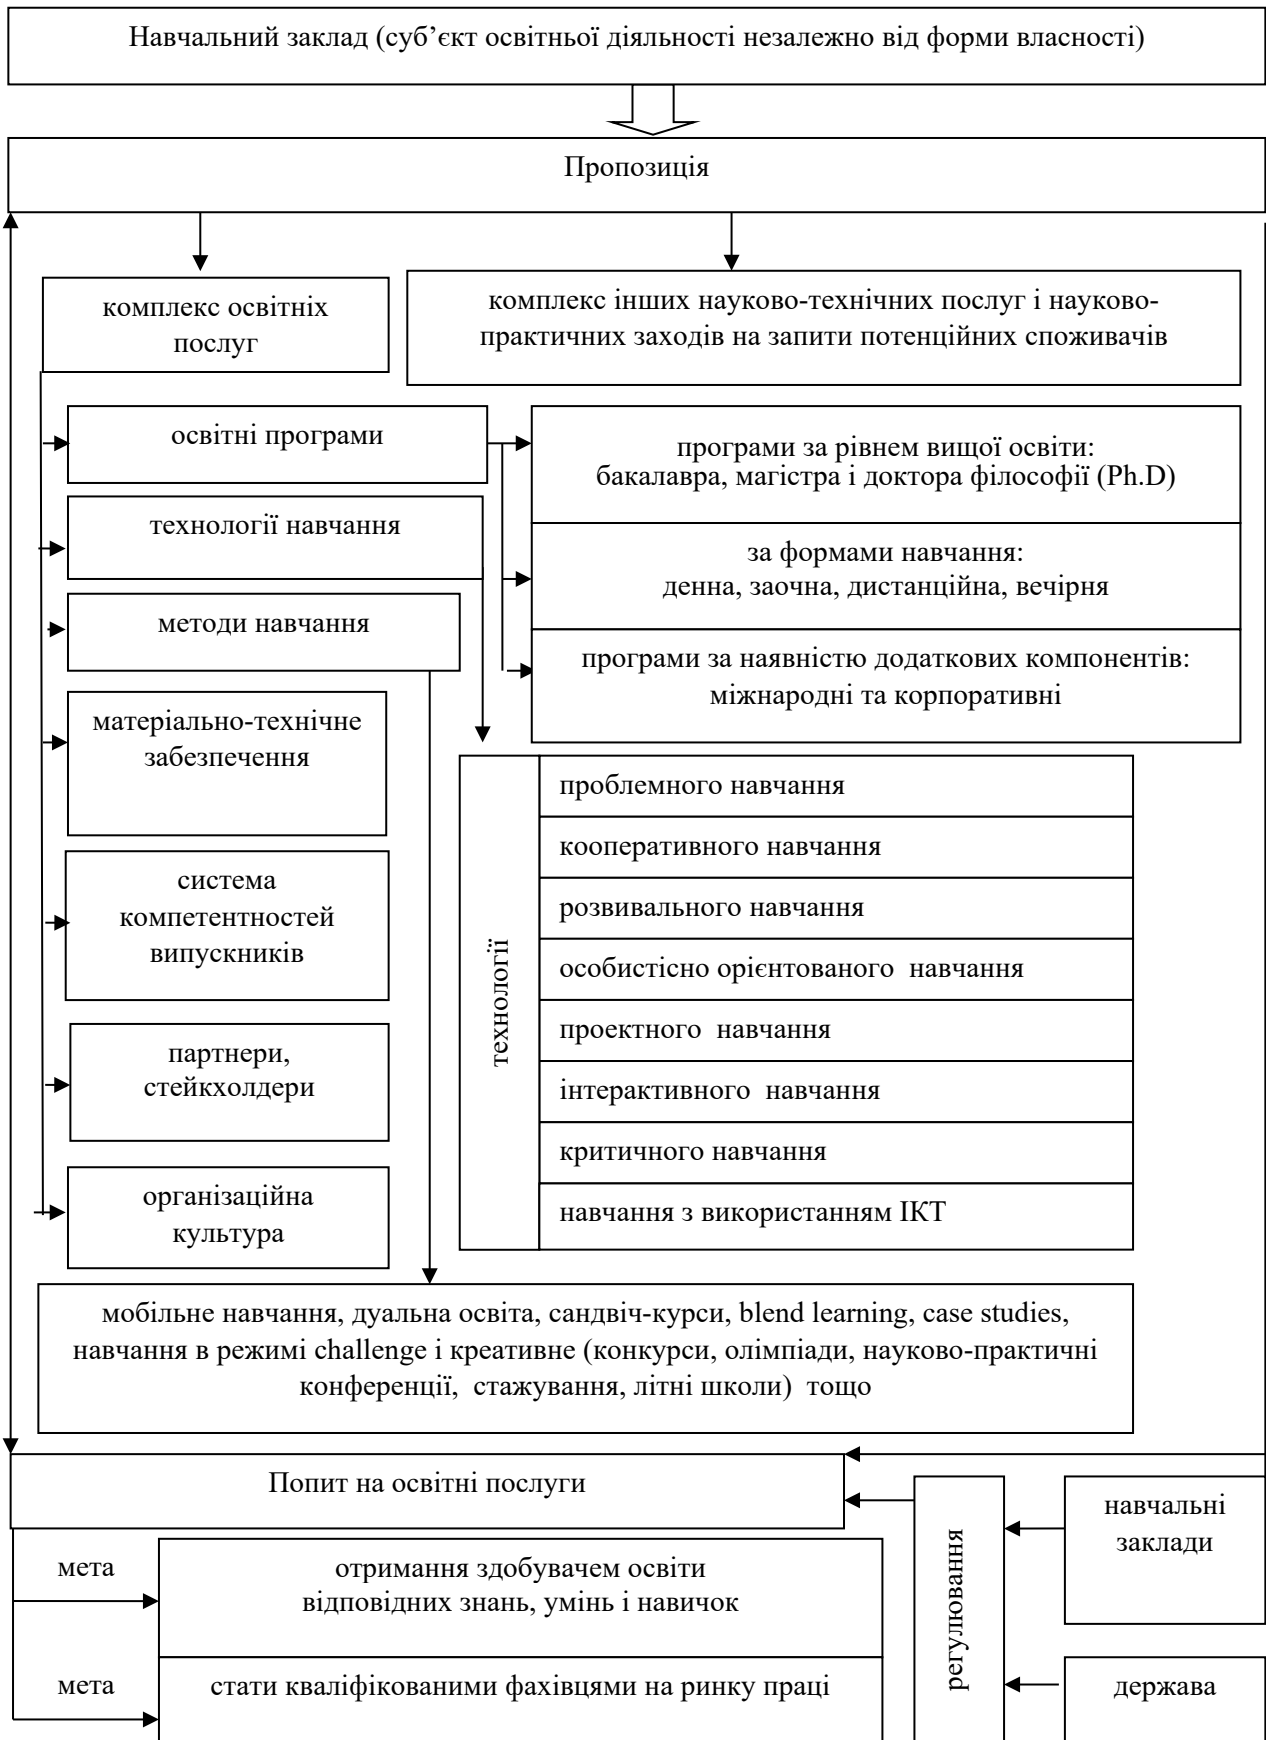 Навчальний заклад (суб’єкт освітньої діяльності незалежно від форми власності)
Пропозиція
комплекс освітніх
послуг
комплекс інших науково-технічних послуг і науково-
практичних заходів на запити потенційних споживачів
освітні програми
програми за рівнем вищої освіти:
бакалавра, магістра і доктора філософії (Ph.D)
технології навчання
за формами навчання:
денна, заочна, дистанційна, вечірня
методи навчання
програми за наявністю додаткових компонентів:
міжнародні та корпоративні
матеріально-технічне
забезпечення
система
компетентностей
випускників
партнери,
стейкхолдери
організаційна
культура
технології
проблемного навчання
кооперативного навчання
розвивального навчання
особистісно орієнтованого  навчання
проектного  навчання
інтерактивного  навчання
критичного навчання
навчання з використанням ІКТ
мобільне навчання, дуальна освіта, сандвіч-курси, blend learning, case studies,
навчання в режимі challenge і креативне (конкурси, олімпіади, науково-практичні
конференції,  стажування, літні школи)  тощо
Попит на освітні послуги
мета
отримання здобувачем освіти
відповідних знань, умінь і навичок
мета
стати кваліфікованими фахівцями на ринку праці
регулювання
навчальні
заклади
держава